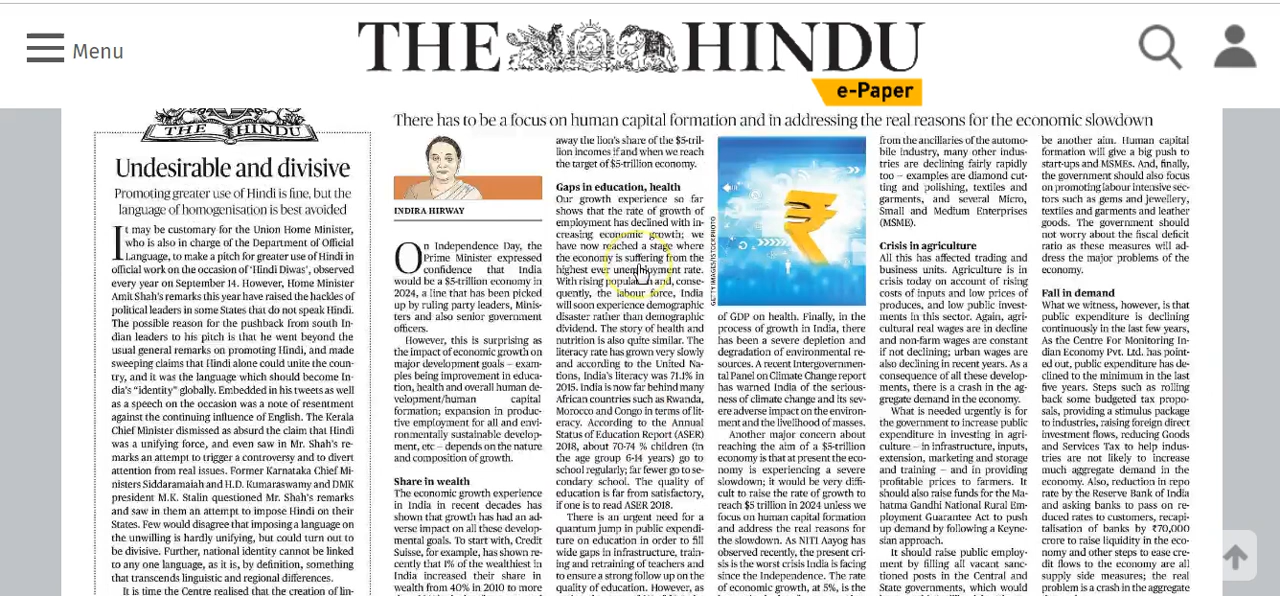 Menu
THE HINDU
e-Paper
THE HINDU
Undesirable and divisive
Promoting greater use of Hindi is fine, but the
language of homogenisation is best avoided
It may be customary for the Union Home Minister,
who is also in charge of the Department of Official
Language, to make a pitch for greater use of Hindi in
official work on the occasion of 'Hindi Divas', observed
every year on September 14. However, Home Minister
Amit Shah's remarks this year have raised the hackles of
political leaders in some States that do not speak Hindi.
The possible reason for the pushback from south In-
dian leaders to his pitch is that he went beyond the
usual general remarks on promoting Hindi, and made
sweeping claims that Hindi alone could unite the coun-
try, and it was the language which should become In-
dia's "identity" globally. Embedded in his tweets as well
as a speech on the occasion was a note of resentment
against the continuing influence of English. The Kerala
Chief Minister dismissed as absurd the claim that Hindi
was a unifying force, and even saw in Mr. Shah's re-
marks an attempt to trigger a controversy and to divert
attention from real issues. Former Karnataka Chief Mi-
nisters Siddaramaiah and H.D. Kumaraswamy and DMK
president M.K. Stalin questioned Mr. Shah's remarks
and saw in them an attempt to impose Hindi on their
States. Few would disagree that imposing a language on
the unwilling is hardly unifying, but could turn out to
be divisive. Further, national identity cannot be linked
to any one language, as it is, by definition, something
that transcends linguistic and regional differences.
It is time the Centre realised that the creation of lin-
There has to be a focus on human capital formation and in addressing the real reasons for the economic slowdown
INDIRA HIRWAY
On Independence Day, the
Prime Minister expressed
confidence that India
would be a $5-trillion economy in
2024, a line that has been picked
up by ruling party leaders, Minis-
ters and also senior government
officers.
However, this is surprising as
the impact of economic growth on
major development goals – exam-
ples being improvement in educa-
tion, health and overall human de-
velopment/human capital
formation; expansion in produc-
tive employment for all and envi-
ronmentally sustainable develop-
ment, etc – depends on the nature
and composition of growth.
Share in wealth
The economic growth experience
in India in recent decades has
shown that growth has had an ad-
verse impact on all these develop-
mental goals. To start with, Credit
Suisse, for example, has shown re-
cently that 1% of the wealthiest in
India increased their share in
wealth from 40% in 2010 to more
away the lion's share of the $5-tril-
lion incomes if and when we reach
the target of $5-trillion economy.
Gaps in education, health
Our growth experience so far
shows that the rate of growth of
employment has declined with in-
creasing economic growth; we
have now reached a stage where
the economy is suffering from the
highest ever unemployment rate.
With rising population and, conse-
quently, the labour force, India
will soon experience demographic
disaster rather than demographic
dividend. The story of health and
nutrition is also quite similar. The
literacy rate has grown very slowly
and according to the United Na-
tions, India's literacy was 71.1% in
2015. India is now far behind many
African countries such as Rwanda,
Morocco and Congo in terms of lit-
eracy. According to the Annual
Status of Education Report (ASER)
2018, about 70-74 % children (in
the age group 6-14 years) go to
school regularly; far fewer go to se-
condary school. The quality of
education is far from satisfactory,
if one is to read ASER 2018.
There is an urgent need for a
quantum jump in public expendi-
ture on education in order to fill
wide gaps in infrastructure, train-
ing and retraining of teachers and
to ensure a strong follow up on the
quality of education. However, as
GETTY IMAGES/ISTOCKPHOTO
of GDP on health. Finally, in the
process of growth in India, there
has been a severe depletion and
degradation of environmental re-
sources. A recent Intergovernmen-
tal Panel on Climate Change report
has warned India of the serious-
ness of climate change and its sev-
ere adverse impact on the environ-
ment and the livelihood of masses.
Another major concern about
reaching the aim of a $5-trillion
economy is that at present the eco-
nomy is experiencing a severe
slowdown; it would be very diffi-
cult to raise the rate of growth to
reach $5 trillion in 2024 unless we
focus on human capital formation
and address the real reasons for
the slowdown. As NITI Aayog has
observed recently, the present cri-
sis is the worst crisis India is facing
since the Independence. The rate
of economic growth, at 5%, is the
from the ancillaries of the automo-
bile industry, many other indus-
tries are declining fairly rapidly
too – examples are diamond cut-
ting and polishing, textiles and
garments, and several Micro,
Small and Medium Enterprises
(MSME).
Crisis in agriculture
All this has affected trading and
business units. Agriculture is in
crisis today on account of rising
costs of inputs and low prices of
produces, and low public invest-
ments in this sector. Again, agri-
cultural real wages are in decline
and non-farm wages are constant
if not declining; urban wages are
also declining in recent years. As a
consequence of all these develop-
ments, there is a crash in the ag-
gregate demand in the economy.
What is needed urgently is for
the government to increase public
expenditure in investing in agri-
culture – in infrastructure, inputs,
extension, marketing and storage
and training – and in providing
profitable prices to farmers. It
should also raise funds for the Ma-
hatma Gandhi National Rural Em-
ployment Guarantee Act to push
up demand by following a Keyne-
sian approach.
It should raise public employ-
ment by filling all vacant sanc-
tioned posts in the Central and
State governments, which would
be another aim. Human capital
formation will give a big push to
start-ups and MSMEs. And, finally,
the government should also focus
on promoting labour intensive sec-
tors such as gems and jewellery,
textiles and garments and leather
goods. The government should
not worry about the fiscal deficit
ratio as these measures will ad-
dress the major problems of the
economy.
Fall in demand
What we witness, however, is that
public expenditure is declining
continuously in the last few years,
As the Centre For Monitoring In-
dian Economy Pvt. Ltd. has point-
ed out, public expenditure has de-
clined to the minimum in the last
five years. Steps such as rolling
back some budgeted tax propo-
sals, providing a stimulus package
to industries, raising foreign direct
investment flows, reducing Goods
and Services Tax to help indus-
tries are not likely to increase
much aggregate demand in the
economy. Also, reduction in repo
rate by the Reserve Bank of India
and asking banks to pass on re-
duced rates to customers, recap-
italisation of banks by ₹70,000
crore to raise liquidity in the eco-
nomy and other steps to ease cre-
dit flows to the economy are all
supply side measures; the real
problem is a crash in the aggregate